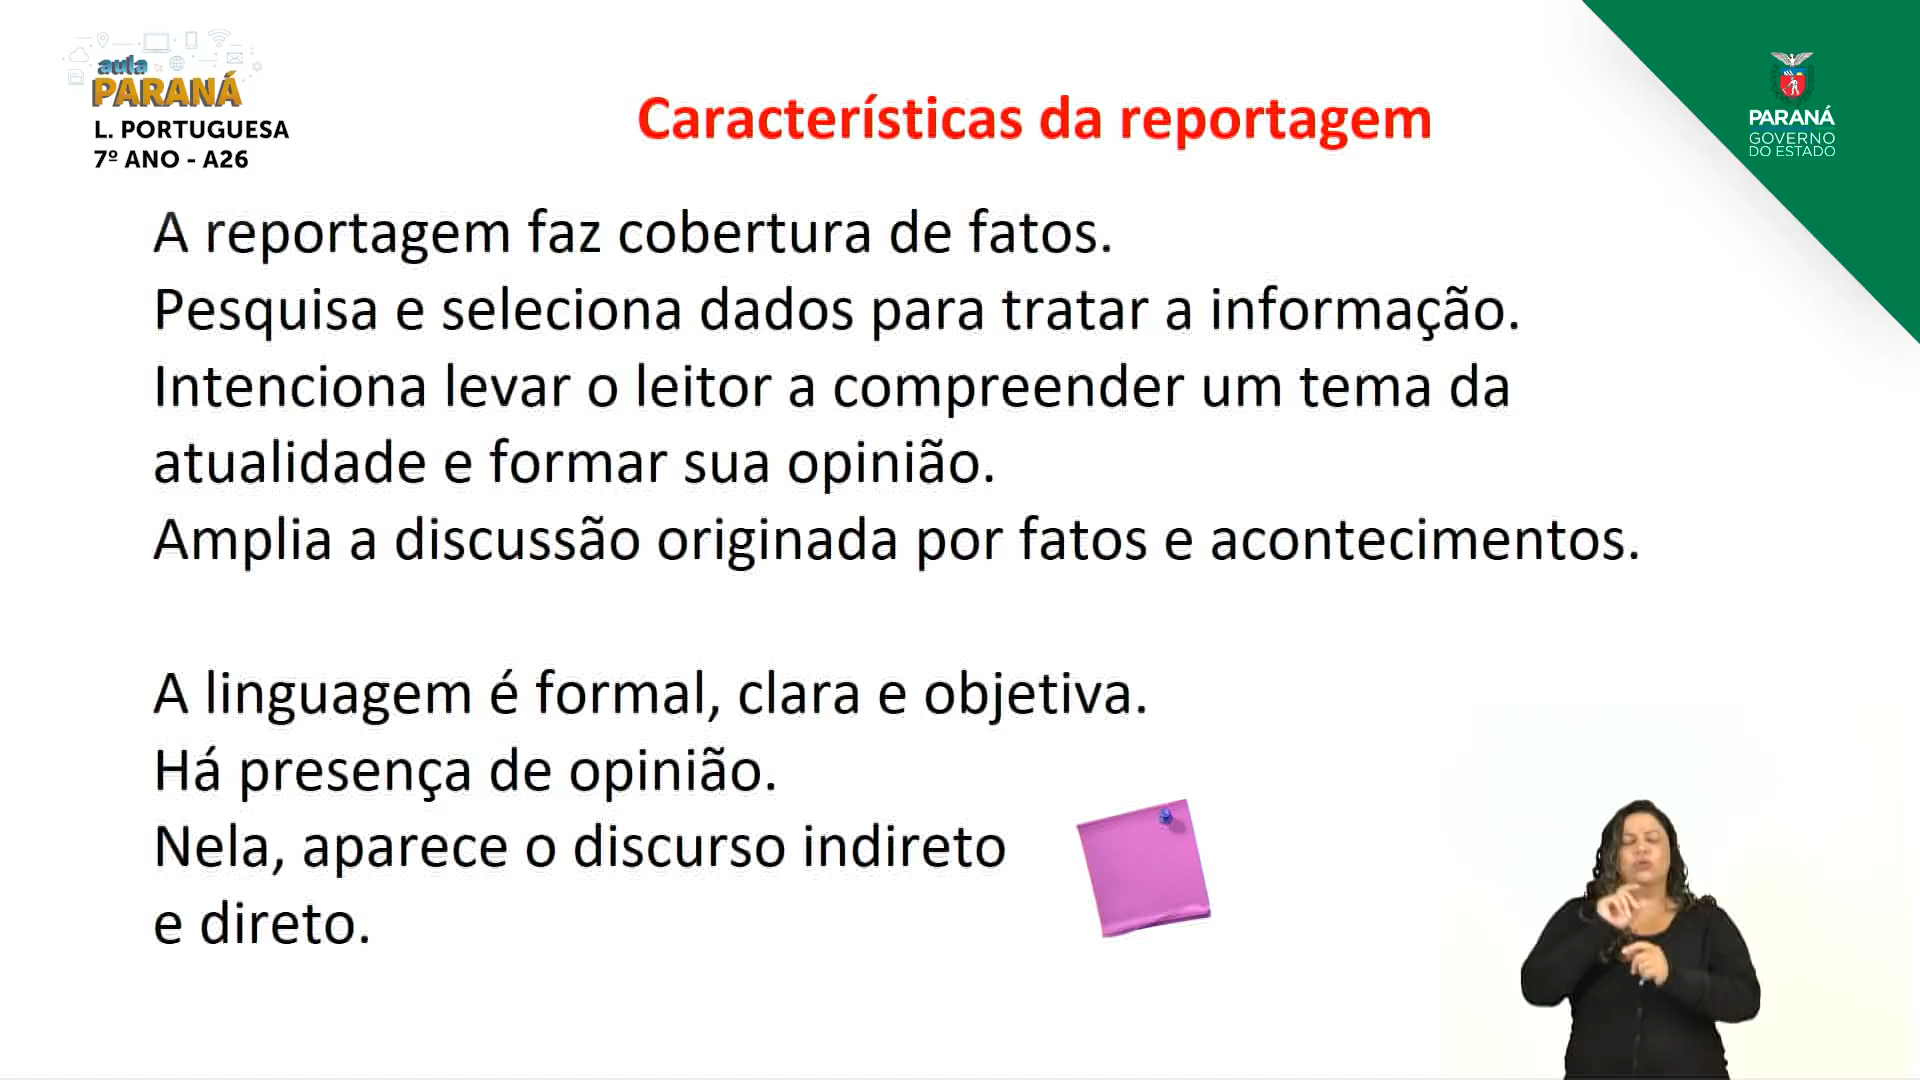 aula
PARANÁ
L. PORTUGUESA
7º ANO - A26
Características da reportagem
PARANÁ
GOVERNO
DO ESTADO
A reportagem faz cobertura de fatos.
Pesquisa e seleciona dados para tratar a informação.
Intenciona levar o leitor a compreender um tema da
atualidade e formar sua opinião.
Amplia a discussão originada por fatos e acontecimentos.
A linguagem é formal, clara e objetiva.
Há presença de opinião.
Nela, aparece o discurso indireto
e direto.